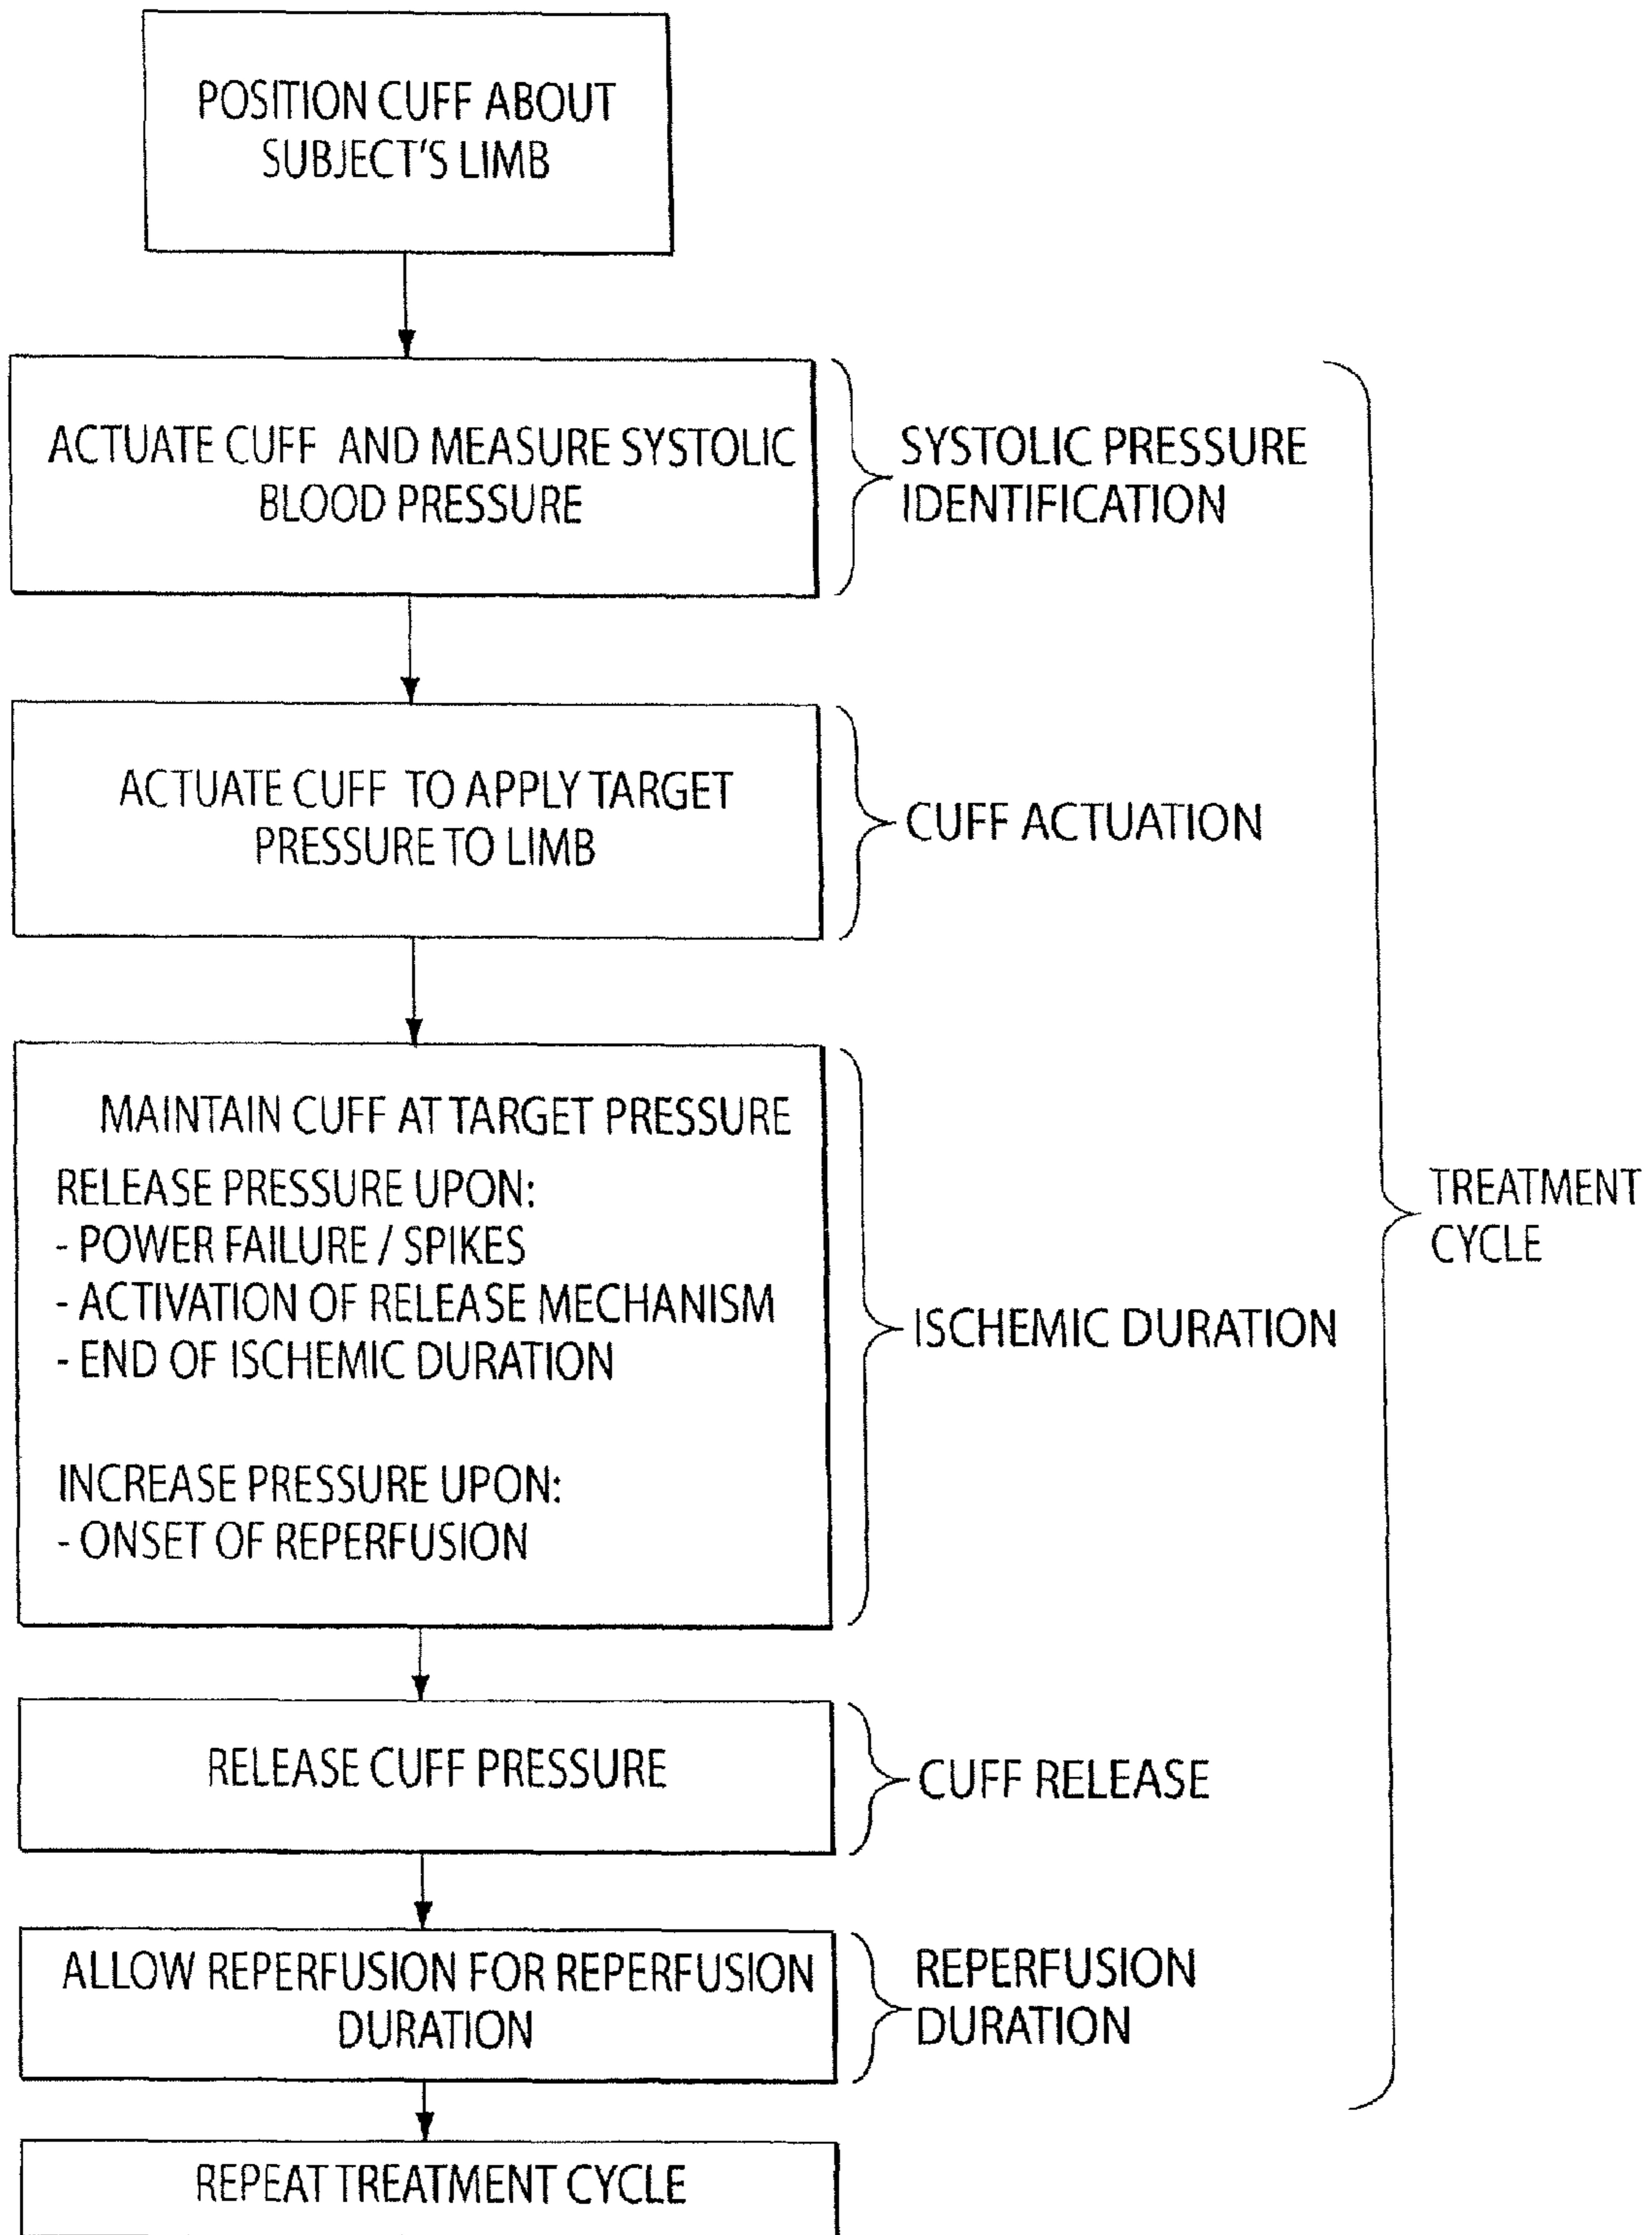 POSITION CUFF ABOUT
SUBJECT'S LIMB
ACTUATE CUFF AND MEASURE SYSTOLIC
BLOOD PRESSURE
SYSTOLIC PRESSURE
IDENTIFICATION
ACTUATE CUFF TO APPLY TARGET
PRESSURE TO LIMB
CUFF ACTUATION
MAINTAIN CUFF AT TARGET PRESSURE
RELEASE PRESSURE UPON:
- POWER FAILURE / SPIKES
- ACTIVATION OF RELEASE MECHANISM
- END OF ISCHEMIC DURATION
INCREASE PRESSURE UPON:
- ONSET OF REPERFUSION
ISCHEMIC DURATION
TREATMENT
CYCLE
RELEASE CUFF PRESSURE
CUFF RELEASE
ALLOW REPERFUSION FOR REPERFUSION
DURATION
REPERFUSION
DURATION
REPEAT TREATMENT CYCLE